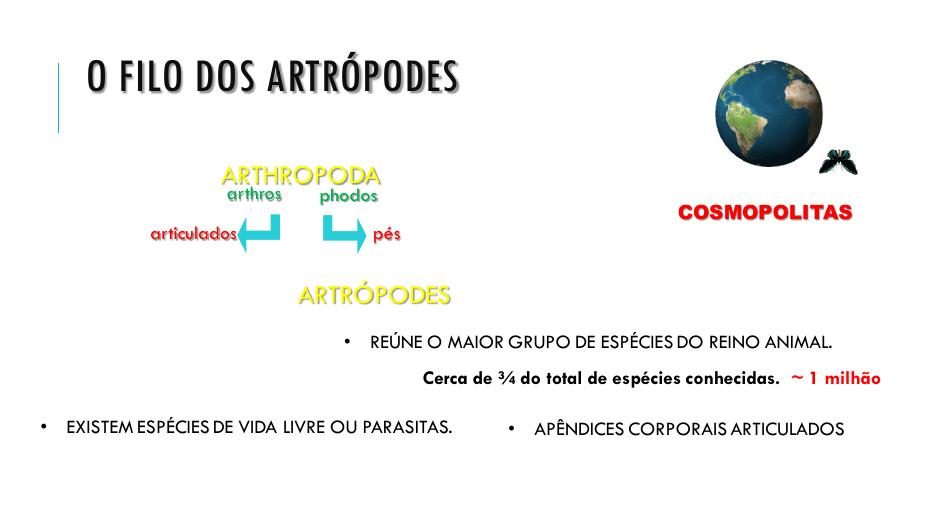 O FILO DOS ARTRÓPODES
ARTHROPODA
arthros phodos
articulados pés
COSMOPOLITAS
ARTRÓPODES
• REÚNE O MAIOR GRUPO DE ESPÉCIES DO REINO ANIMAL.
Cerca de ¾ do total de espécies conhecidas. ~ 1 milhão
• EXISTEM ESPÉCIES DE VIDA LIVRE OU PARASITAS.
• APÊNDICES CORPORAIS ARTICULADOS